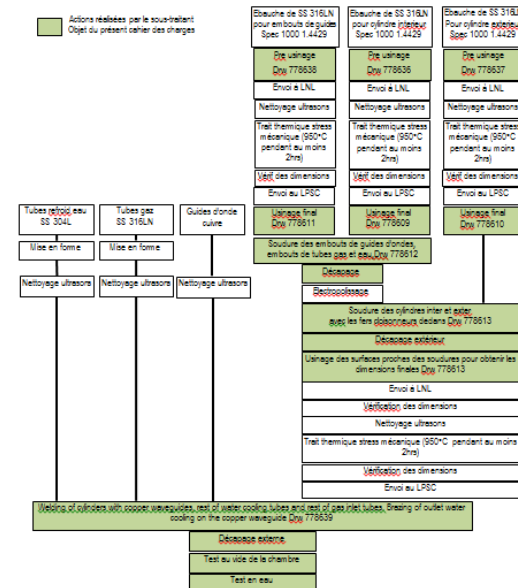 Actions réalisées par le sous-traitant
Objet du présent cahier des charges
Ebauche de SS 316LN
pour embouts de guides
Spec 1000 1.4429
Ebauche de SS 316LN
pour cylindre interieur
Spec 1000 1.4429
Ebauche de SS 316LN
Pour cylindre exterieur
Spec 1000 1.4429
Pre usinage
Drw 778638
Pre usinage
Drw 778636
Pre usinage
Drw 778637
Envoi à LNL
Envoi à LNL
Envoi à LNL
Nettoyage ultrasons
Nettoyage ultrasons
Nettoyage ultrasons
Trait thermique stress
mécanique (950°C
pendant au moins
2hrs)
Trait thermique stress
mécanique (950°C
pendant au moins
2hrs)
Trait thermique stress
mécanique (950°C
pendant au moins
2hrs)
Vérif des dimensions
Vérif des dimensions
Vérif des dimensions
Envoi au LPSC
Envoi au LPSC
Envoi au LPSC
Usinage final
Drw 778611
Usinage final
Drw 778609
Usinage final
Drw 778610
Tubes refroid eau
SS 304L
Tubes gaz
SS 316LN
Guides d'onde
cuivre
Mise en forme
Mise en forme
Nettoyage ultrasons
Nettoyage ultrasons
Nettoyage ultrasons
Soudure des embouts de guides d'ondes,
embouts de tubes gas et eau Drw 778612
Décapage
Electropolissage
Soudure des cylindres inter et exter
avec les fers cloisonneurs dedans Drw 778613
Décapage extérieur
Usinage des surfaces proches des soudures pour obtenir les
dimensions finales Drw 778613
Envoi à LNL
Vérification des dimensions
Nettoyage ultrasons
Trait thermique stress mécanique (950°C pendant au moins
2hrs)
Vérification des dimensions
Envoi au LPSC
Welding of cylinders with copper waveguides, rest of water cooling tubes and rest of gas inlet tubes, Brazing of outlet water
cooling on the copper waveguide Drw 778639
Décapage externe
Test au vide de la chambre
Test en eau